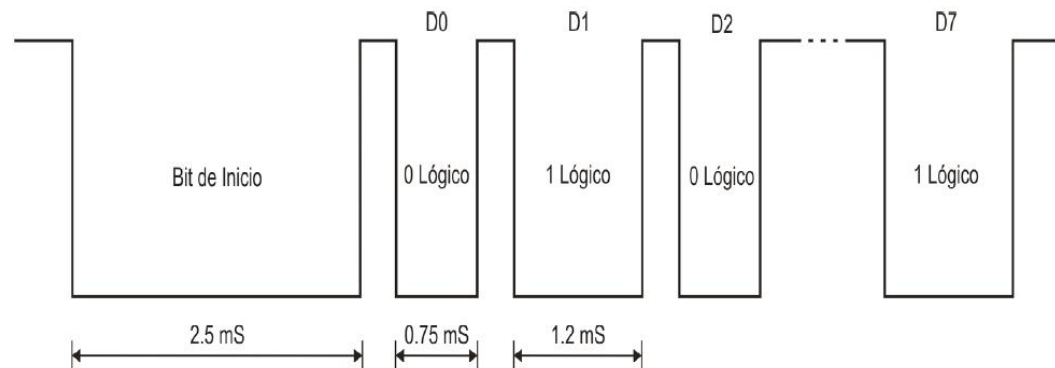 D0 D1 D2 D7
Bit de Inicio 0 Lógico 1 Lógico 0 Lógico 1 Lógico
2.5 mS 0.75 mS 1.2 mS